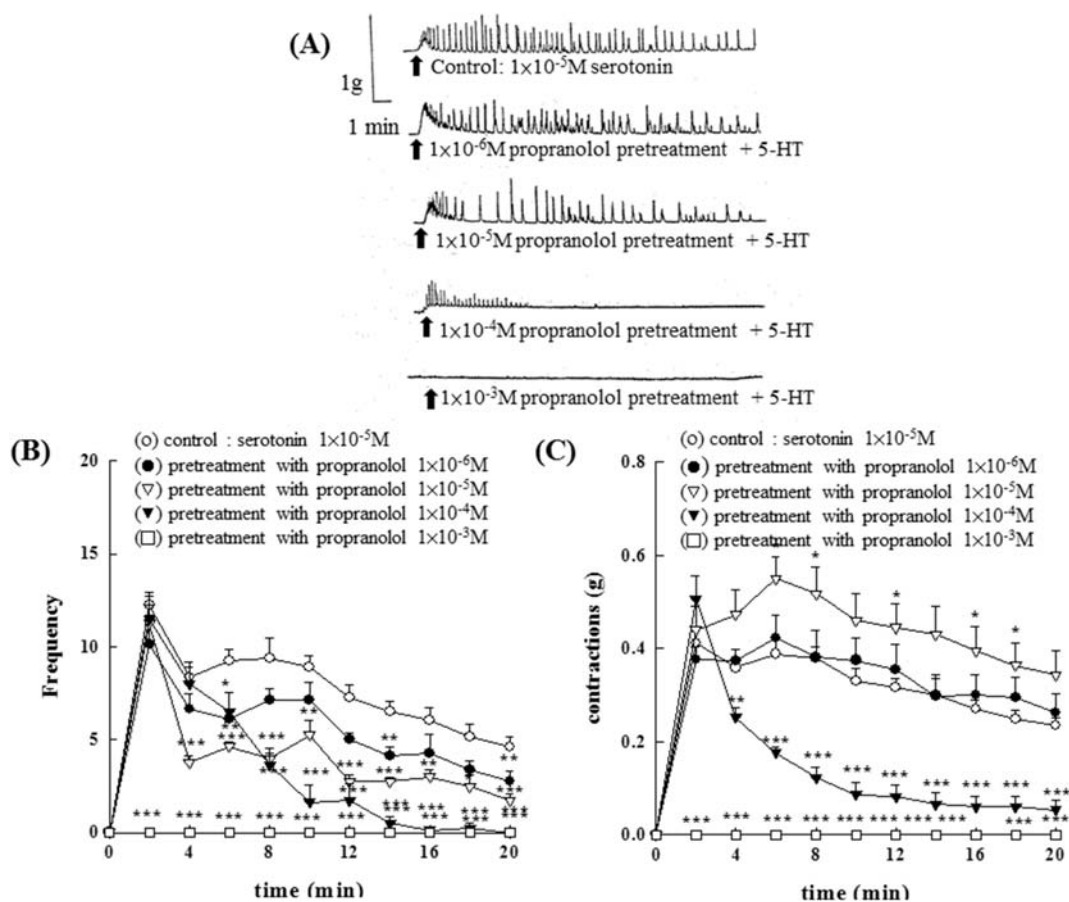 (A)
1g
1 min
Control: 1×10⁻⁵M serotonin
1×10⁻⁶M propranolol pretreatment + 5-HT
1×10⁻⁵M propranolol pretreatment + 5-HT
1×10⁻⁴M propranolol pretreatment + 5-HT
1×10⁻³M propranolol pretreatment + 5-HT
(B)
(○) control : serotonin 1×10⁻⁵M
(●) pretreatment with propranolol 1×10⁻⁶M
(▽) pretreatment with propranolol 1×10⁻⁵M
(▼) pretreatment with propranolol 1×10⁻⁴M
(□) pretreatment with propranolol 1×10⁻³M
Frequency
20
15
10
5
0
0 4 8 12 16 20
time (min)
(C)
(○) control : serotonin 1×10⁻⁵M
(●) pretreatment with propranolol 1×10⁻⁶M
(▽) pretreatment with propranolol 1×10⁻⁵M
(▼) pretreatment with propranolol 1×10⁻⁴M
(□) pretreatment with propranolol 1×10⁻³M
contractions (g)
0.8
0.6
0.4
0.2
0.0
0 4 8 12 16 20
time (min)